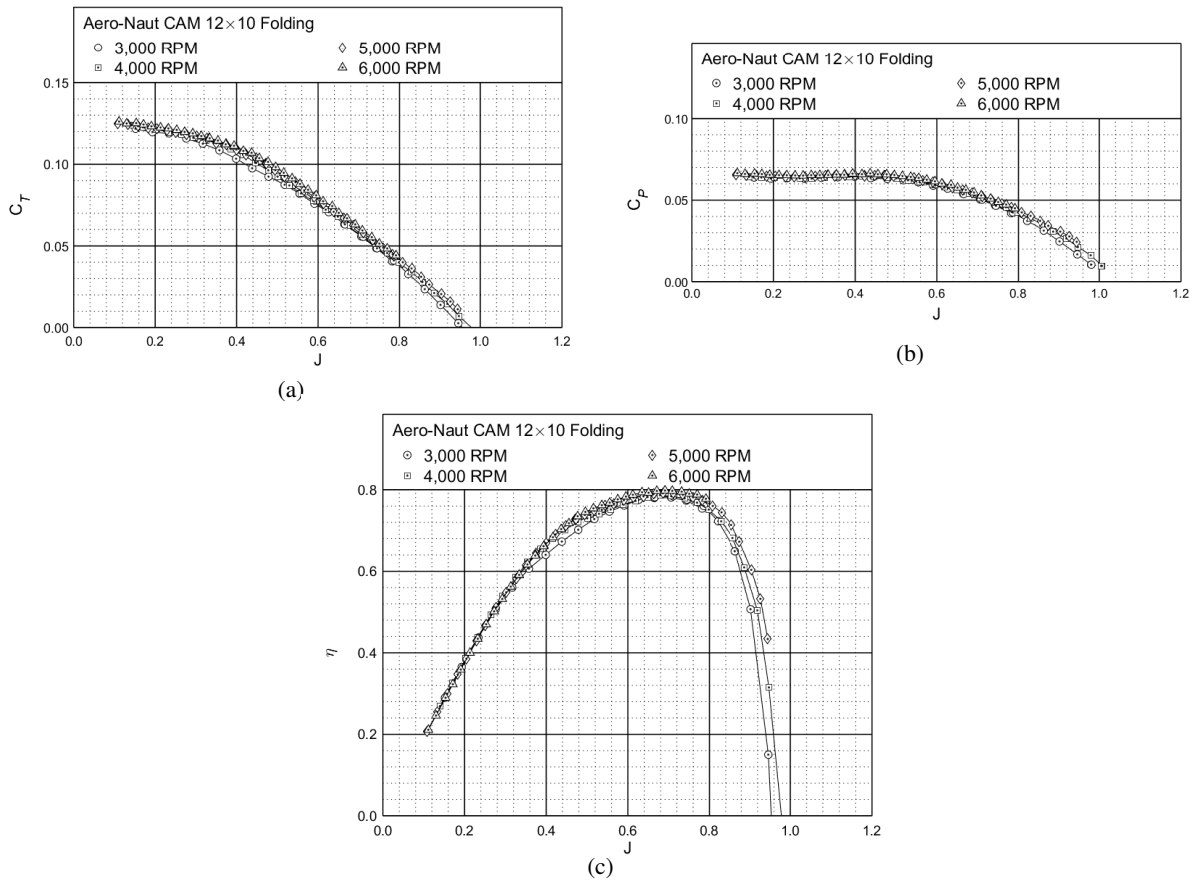 Aero-Naut CAM 12×10 Folding
3,000 RPM
5,000 RPM
4,000 RPM
6,000 RPM
0.15
0.10
0.05
0.00
C_T
0.0
0.2
0.4
0.6
0.8
1.0
1.2
J
(a)
Aero-Naut CAM 12×10 Folding
3,000 RPM
5,000 RPM
4,000 RPM
6,000 RPM
0.10
0.05
0.00
C_P
0.0
0.2
0.4
0.6
0.8
1.0
1.2
J
(b)
Aero-Naut CAM 12×10 Folding
3,000 RPM
5,000 RPM
4,000 RPM
6,000 RPM
0.8
0.6
0.4
0.2
0.0
η
0.0
0.2
0.4
0.6
0.8
1.0
1.2
J
(c)